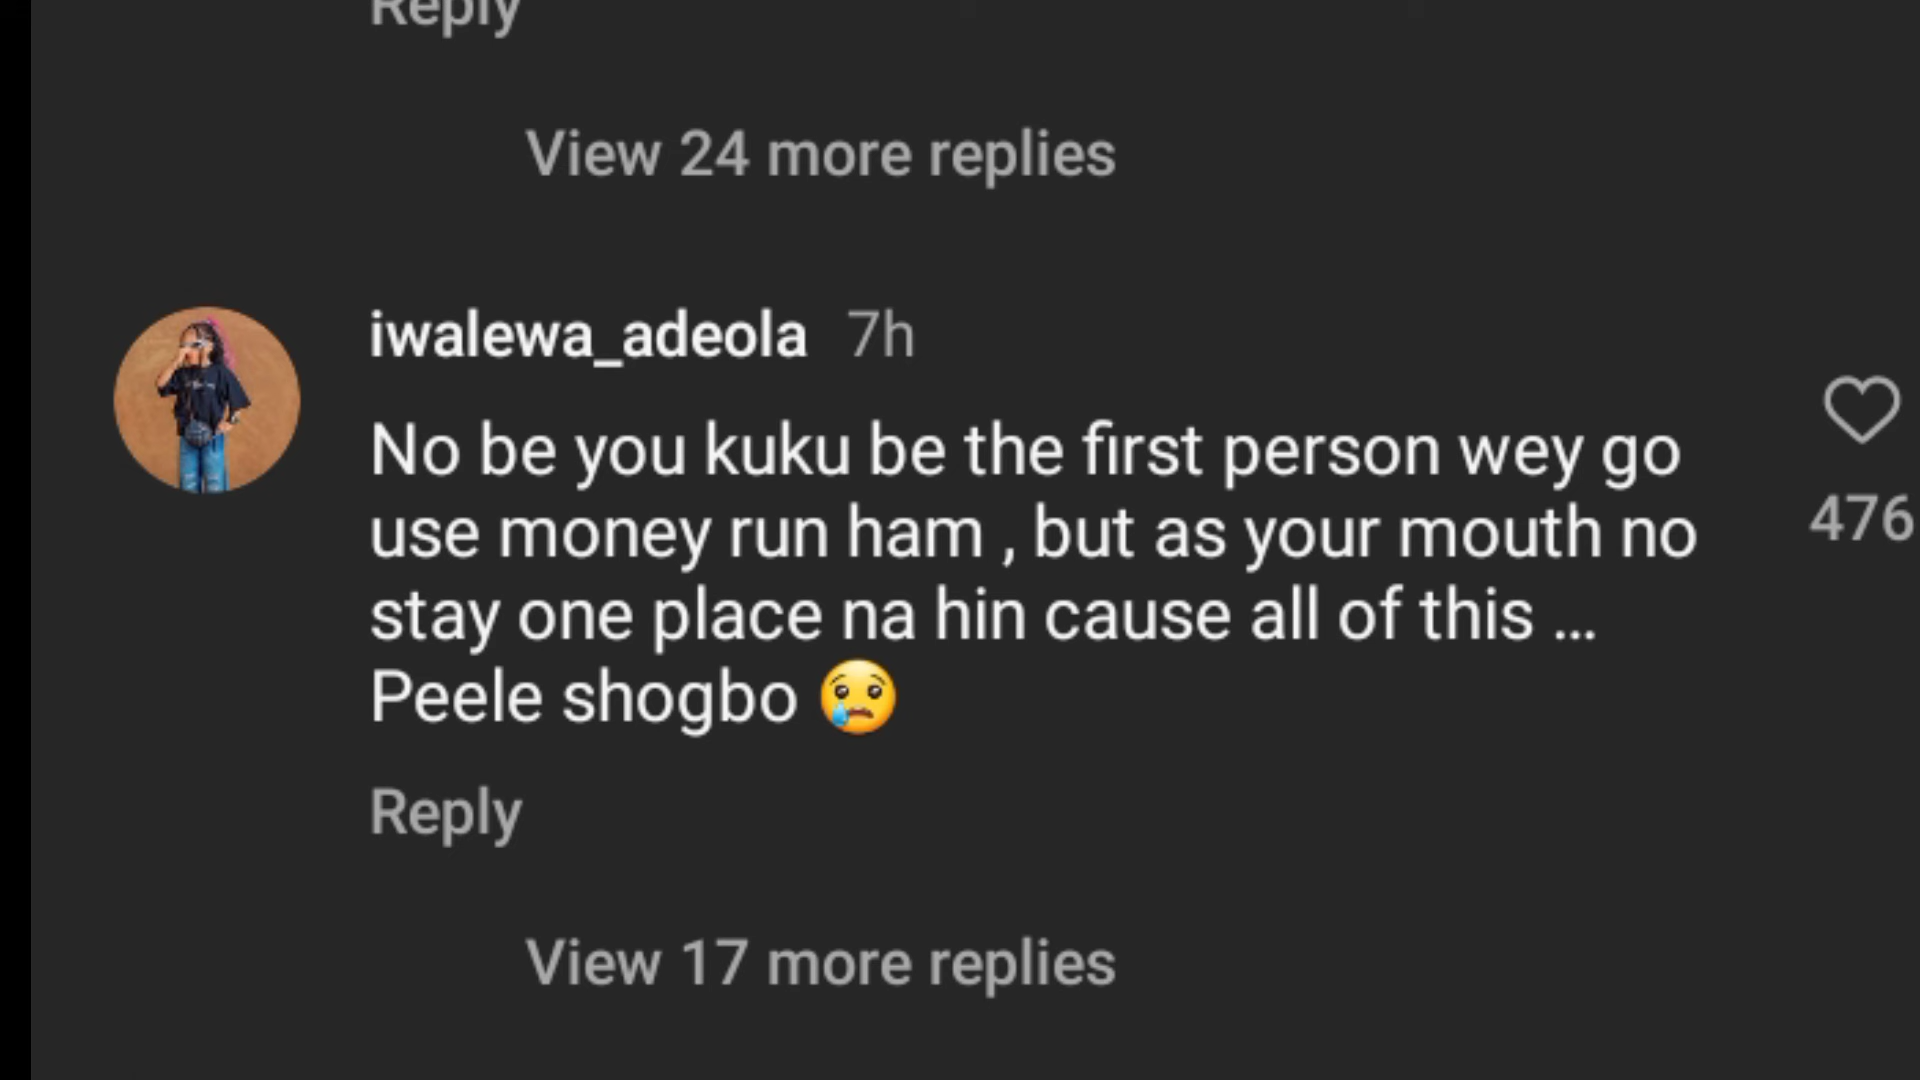 Reply
View 24 more replies
iwalewa_adeola 7h
No be you kuku be the first person wey go
use money run ham , but as your mouth no
stay one place na hin cause all of this ...
Peele shogbo 😢
476
Reply
View 17 more replies